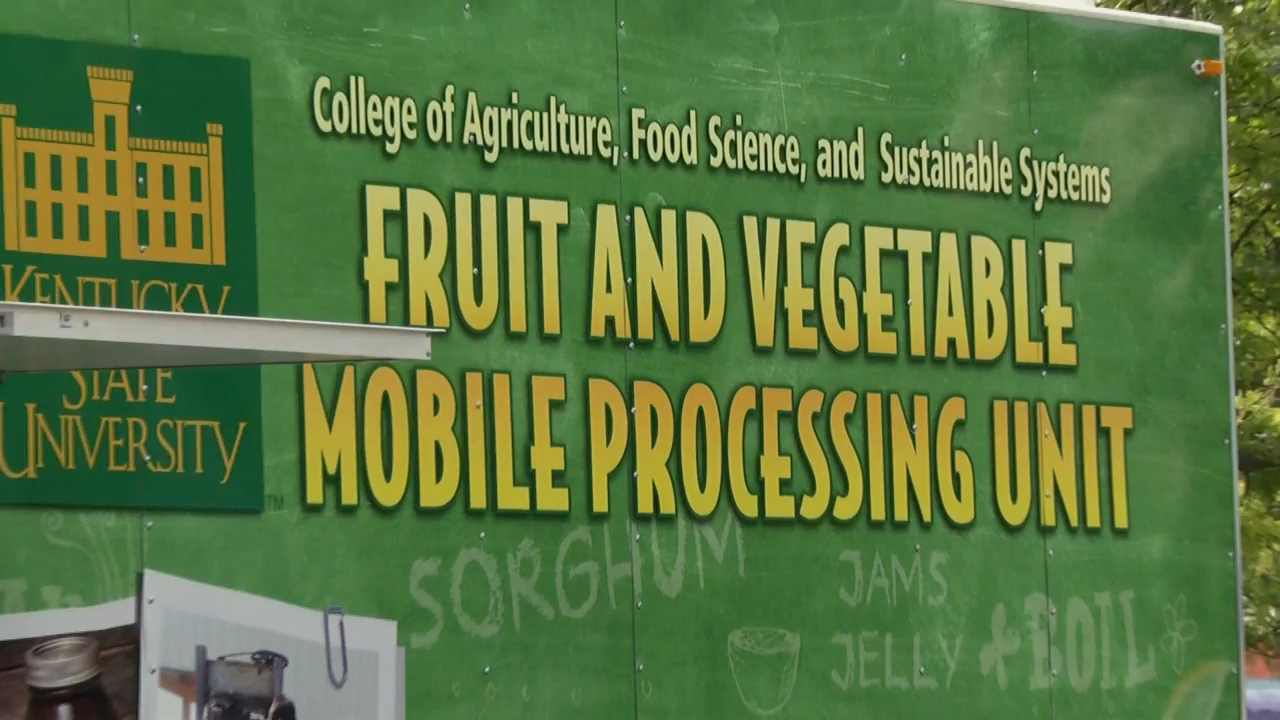 College of Agriculture, Food Science, and Sustainable Systems
FRUIT AND VEGETABLE
MOBILE PROCESSING UNIT
KENTUCKY
STATE
UNIVERSITY
TM
SORGHUM
JAMS
JELLY
+BOIL